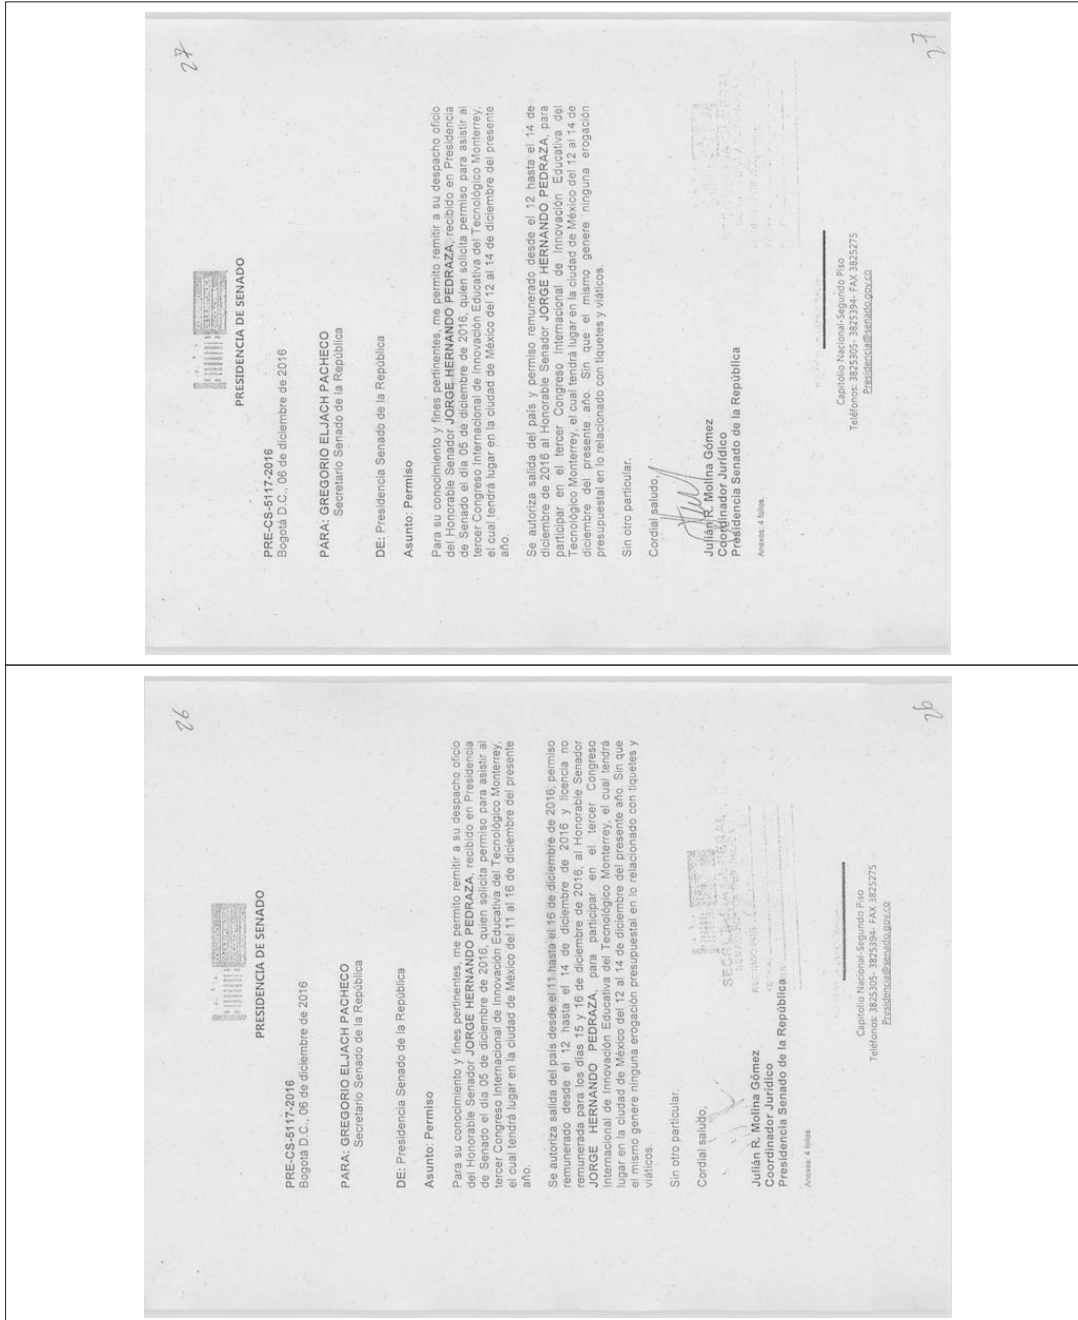 27
PRESIDENCIA DE SENADO
PRE-CS-5117-2016
Bogotá D.C., 06 de diciembre de 2016
PARA: GREGORIO ELJACH PACHECO
Secretario Senado de la República
DE: Presidencia Senado de la República
Asunto: Permiso
Para su conocimiento y fines pertinentes, me permito remitir a su despacho oficio
del Honorable Senador JORGE HERNANDO PEDRAZA, recibido en Presidencia
de Senado el día 05 de diciembre de 2016, quien solicita permiso para asistir al
tercer Congreso Internacional de Innovación Educativa del Tecnológico Monterrey,
el cual tendrá lugar en la ciudad de México del 12 al 14 de diciembre del presente
año.
Se autoriza salida del país y permiso remunerado desde el 12 hasta el 14 de
diciembre de 2016 al Honorable Senador JORGE HERNANDO PEDRAZA, para
participar en el tercer Congreso Internacional de Innovación Educativa del
Tecnológico Monterrey, el cual tendrá lugar en la ciudad de México del 12 al 14 de
diciembre del presente año. Sin que el mismo genere ninguna erogación
presupuestal en lo relacionado con tiquetes y viáticos.
Sin otro particular.
Cordial saludo,
Julián R. Molina Gómez
Coordinador Jurídico
Presidencia Senado de la República
Anexos: 4 folios.
Capitolio Nacional-Segundo Piso
Teléfonos: 3825305- 3825394- FAX 3825275
Presidencia@senado.gov.co
27
26
PRESIDENCIA DE SENADO
PRE-CS-5117-2016
Bogotá D.C., 06 de diciembre de 2016
PARA: GREGORIO ELJACH PACHECO
Secretario Senado de la República
DE: Presidencia Senado de la República
Asunto: Permiso
Para su conocimiento y fines pertinentes, me permito remitir a su despacho oficio
del Honorable Senador JORGE HERNANDO PEDRAZA, recibido en Presidencia
de Senado el día 05 de diciembre de 2016, quien solicita permiso para asistir al
tercer Congreso Internacional de Innovación Educativa del Tecnológico Monterrey,
el cual tendrá lugar en la ciudad de México del 11 al 16 de diciembre del presente
año.
Se autoriza salida del país desde el 11 hasta el 16 de diciembre de 2016, permiso
remunerado desde el 12 hasta el 14 de diciembre de 2016 y licencia no
remunerada para los días 15 y 16 de diciembre de 2016, al Honorable Senador
JORGE HERNANDO PEDRAZA, para participar en el tercer Congreso
Internacional de Innovación Educativa del Tecnológico Monterrey, el cual tendrá
lugar en la ciudad de México del 12 al 14 de diciembre del presente año. Sin que
el mismo genere ninguna erogación presupuestal en lo relacionado con tiquetes y
viáticos.
Sin otro particular.
Cordial saludo,
Julián R. Molina Gómez
Coordinador Jurídico
Presidencia Senado de la República
Anexos: 4 folios.
Capitolio Nacional-Segundo Piso
Teléfonos: 3825305- 3825394- FAX 3825275
Presidencia@senado.gov.co
26